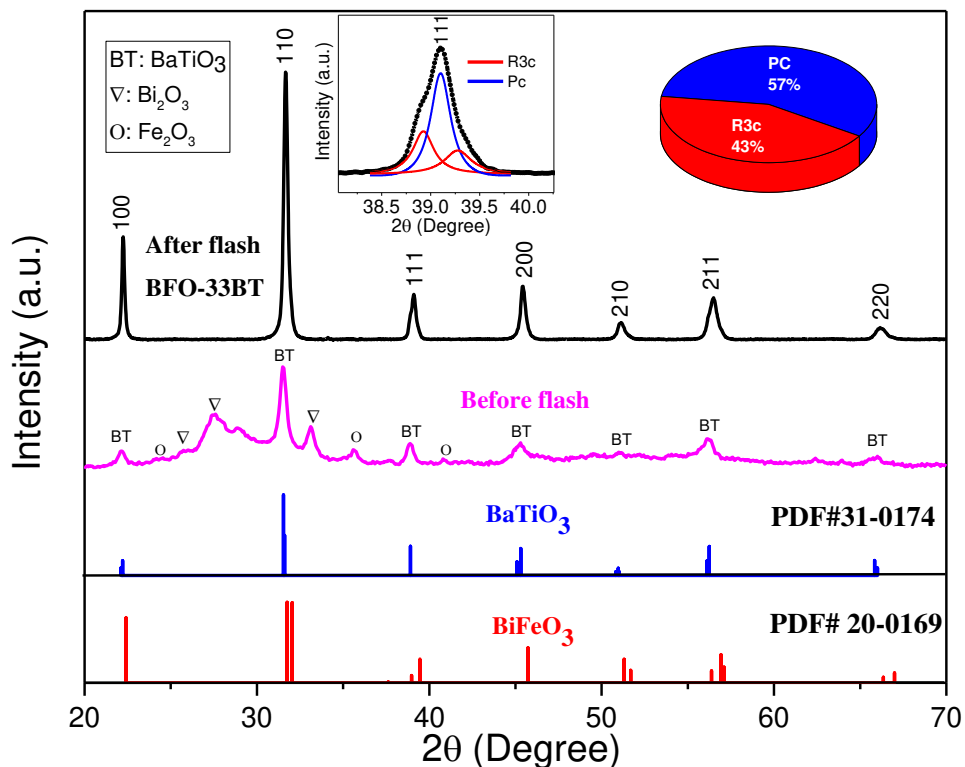 BT: BaTiO3
∇: Bi2O3
O: Fe2O3
110
Intensity (a.u.)
111
R3c
Pc
38.5 39.0 39.5 40.0
2θ (Degree)
PC
57%
R3c
43%
100
After flash
BFO-33BT
111
200
210
211
220
Before flash
BT
O
∇
∇
BT
∇
O
BT
O
BT
BT
BT
BT
BaTiO3
PDF#31-0174
BiFeO3
PDF# 20-0169
Intensity (a.u.)
20 30 40 50 60 70
2θ (Degree)